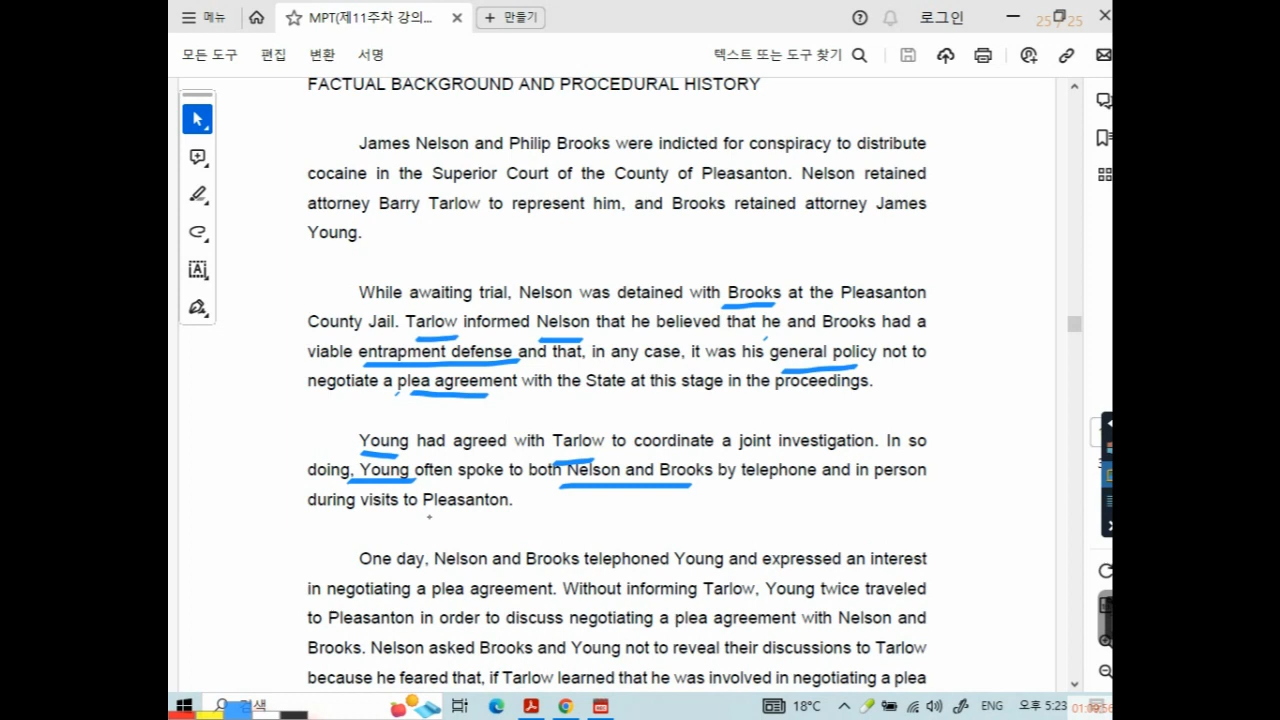 메뉴 MPT(제11주차 강의... + 만들기 로그인 25 / 25
모든 도구 편집 변환 서명 텍스트 또는 도구 찾기
FACTUAL BACKGROUND AND PROCEDURAL HISTORY
James Nelson and Philip Brooks were indicted for conspiracy to distribute
cocaine in the Superior Court of the County of Pleasanton. Nelson retained
attorney Barry Tarlow to represent him, and Brooks retained attorney James
Young.
While awaiting trial, Nelson was detained with Brooks at the Pleasanton
County Jail. Tarlow informed Nelson that he believed that he and Brooks had a
viable entrapment defense and that, in any case, it was his general policy not to
negotiate a plea agreement with the State at this stage in the proceedings.
Young had agreed with Tarlow to coordinate a joint investigation. In so
doing, Young often spoke to both Nelson and Brooks by telephone and in person
during visits to Pleasanton.
One day, Nelson and Brooks telephoned Young and expressed an interest
in negotiating a plea agreement. Without informing Tarlow, Young twice traveled
to Pleasanton in order to discuss negotiating a plea agreement with Nelson and
Brooks. Nelson asked Brooks and Young not to reveal their discussions to Tarlow
because he feared that, if Tarlow learned that he was involved in negotiating a plea
검색 18°C ENG 오후 5:23 01:09:56